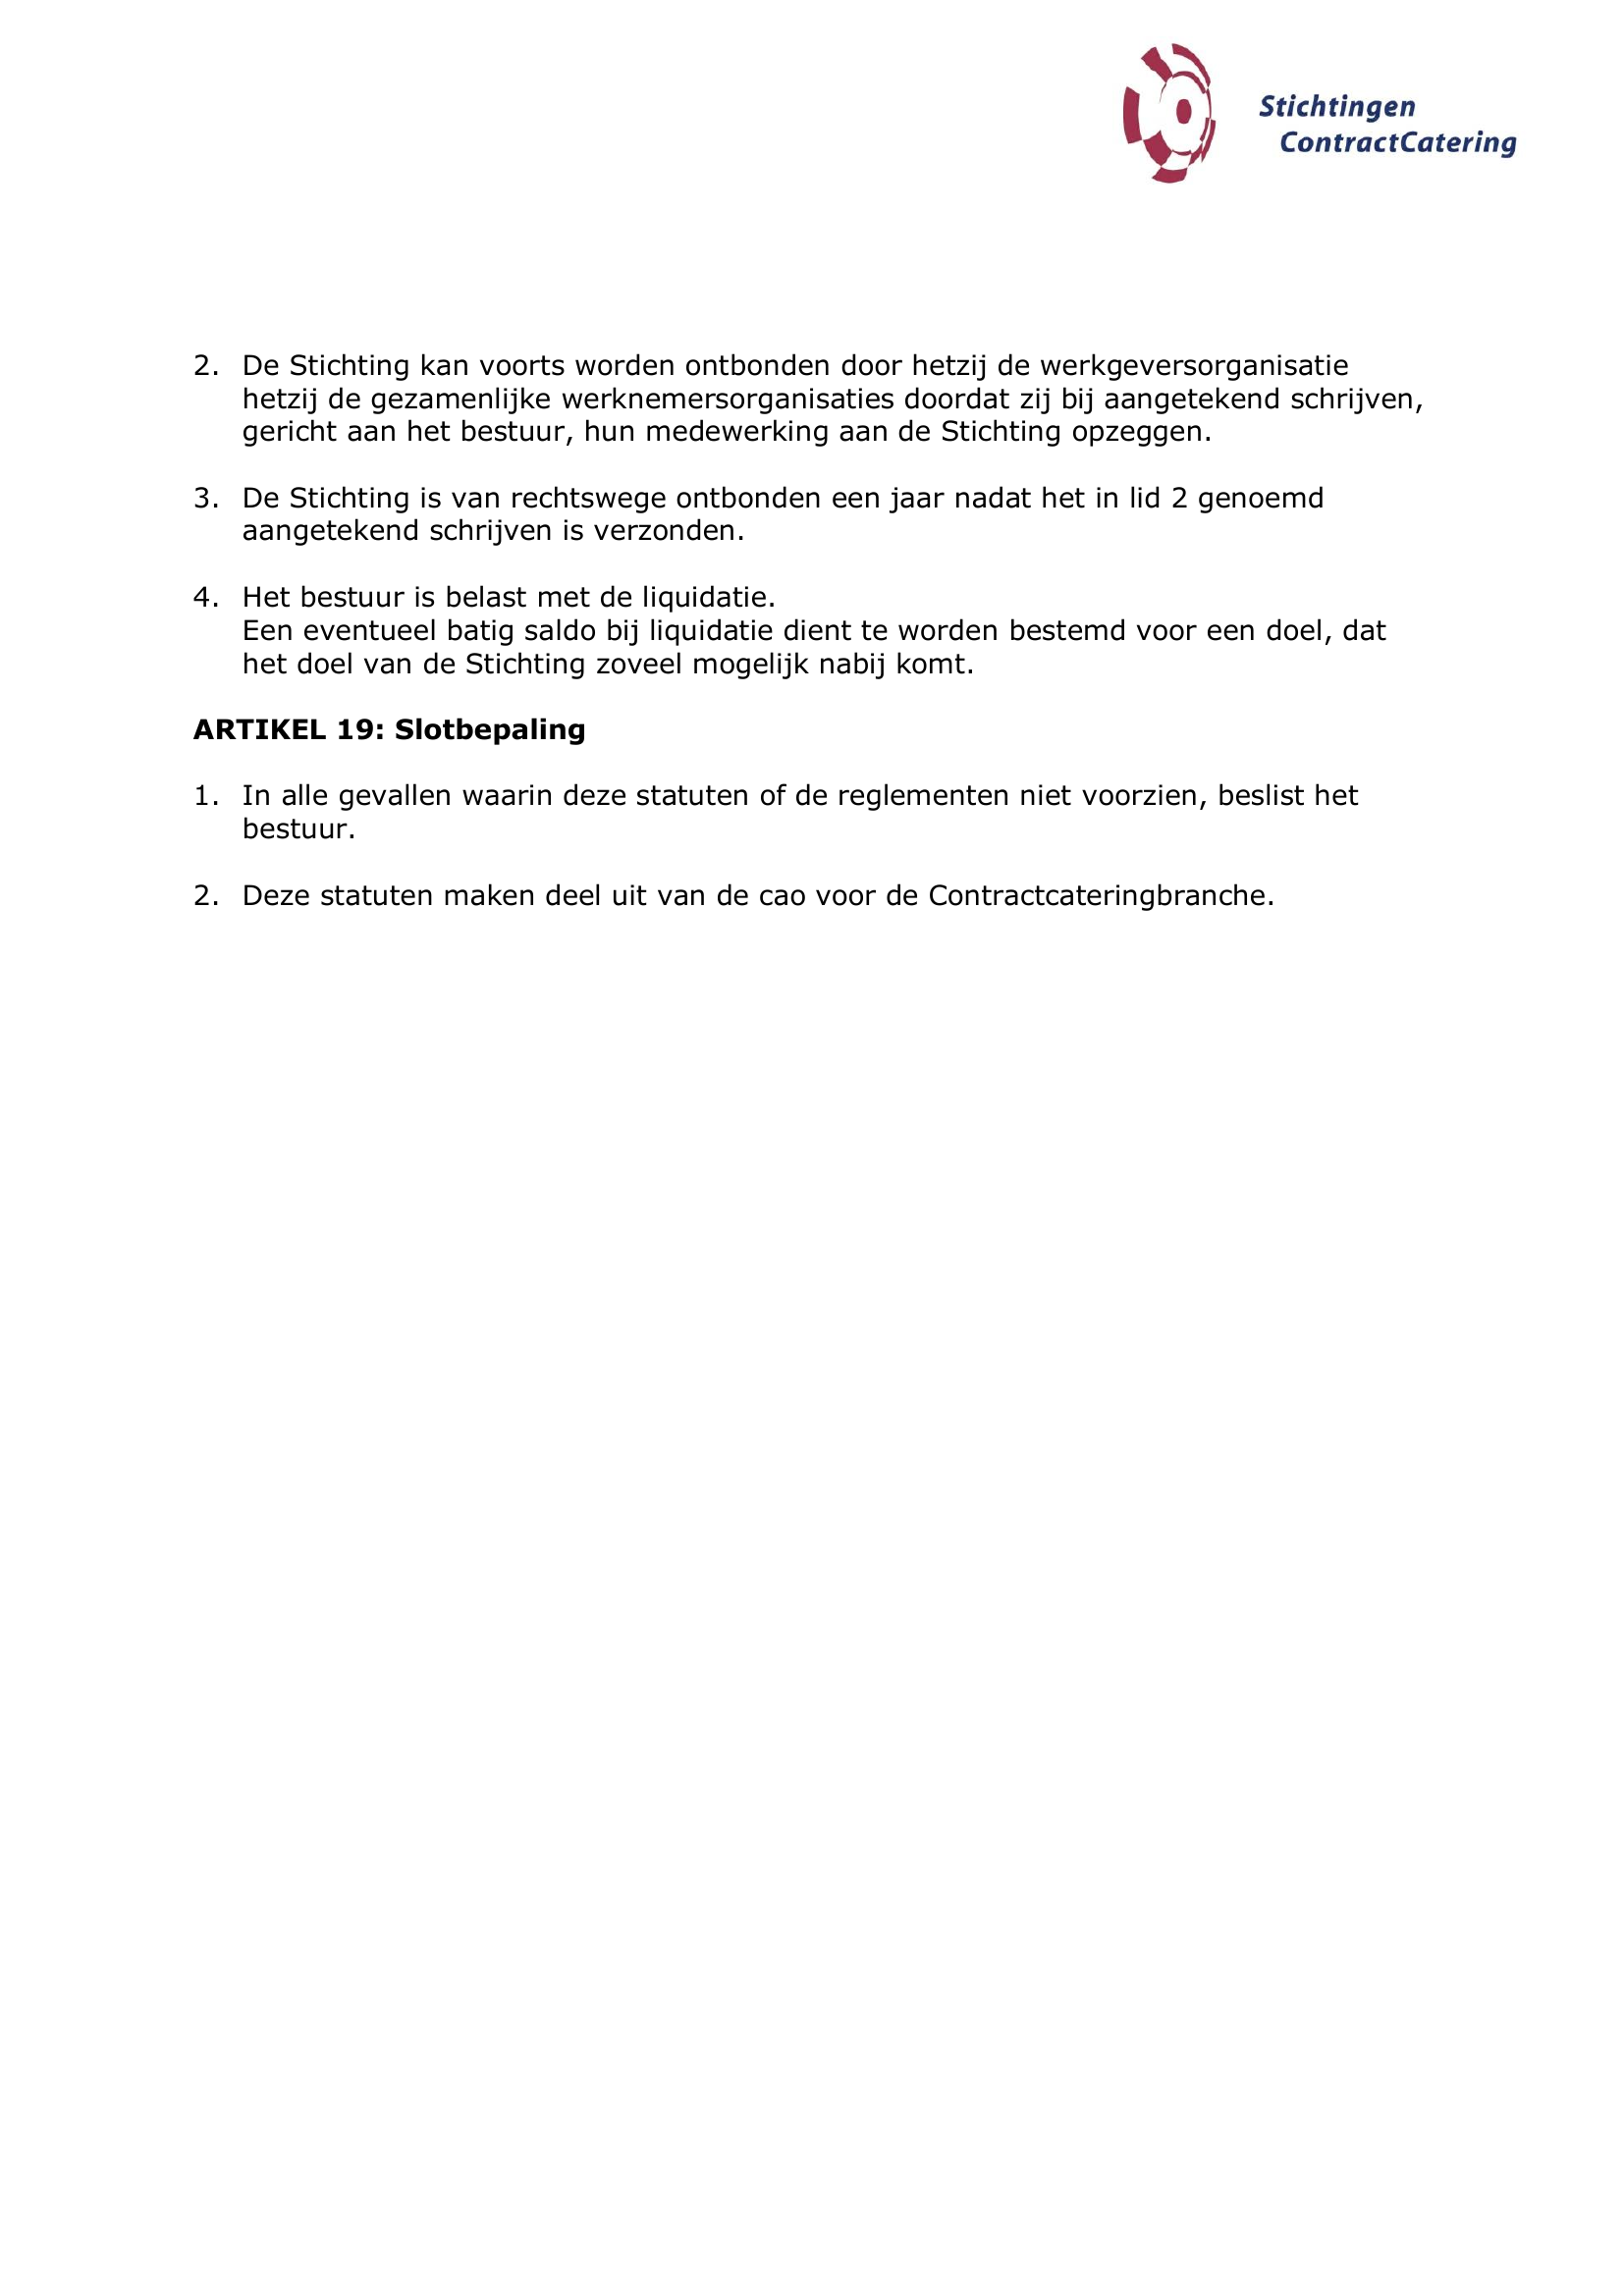 Stichtingen
ContractCatering
2. De Stichting kan voorts worden ontbonden door hetzij de werkgeversorganisatie
hetzij de gezamenlijke werknemersorganisaties doordat zij bij aangetekend schrijven,
gericht aan het bestuur, hun medewerking aan de Stichting opzeggen.
3. De Stichting is van rechtswege ontbonden een jaar nadat het in lid 2 genoemd
aangetekend schrijven is verzonden.
4. Het bestuur is belast met de liquidatie.
Een eventueel batig saldo bij liquidatie dient te worden bestemd voor een doel, dat
het doel van de Stichting zoveel mogelijk nabij komt.
ARTIKEL 19: Slotbepaling
1. In alle gevallen waarin deze statuten of de reglementen niet voorzien, beslist het
bestuur.
2. Deze statuten maken deel uit van de cao voor de Contractcateringbranche.